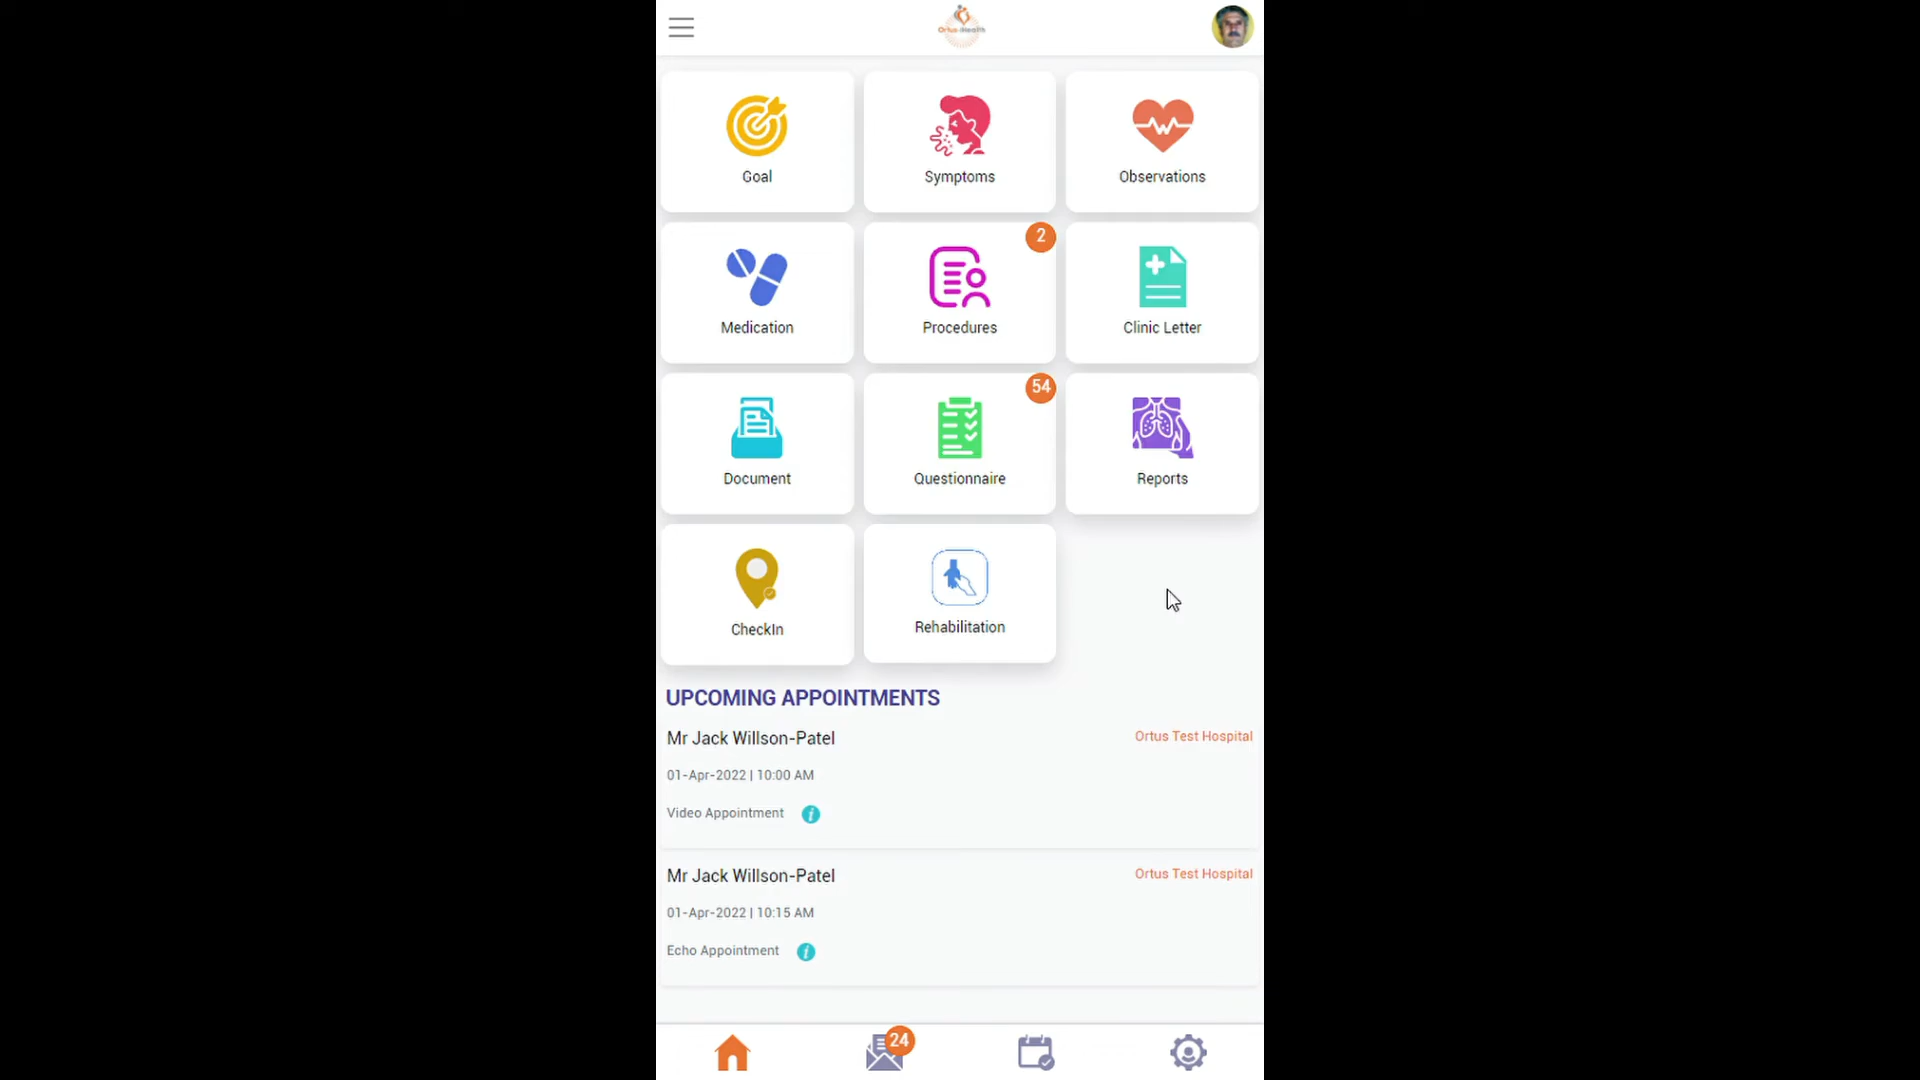 Ortus-iHealth
Goal
Symptoms
Observations
2
Medication
Procedures
Clinic Letter
54
Document
Questionnaire
Reports
CheckIn
Rehabilitation
UPCOMING APPOINTMENTS
Mr Jack Willson-Patel
Ortus Test Hospital
01-Apr-2022 | 10:00 AM
Video Appointment
Mr Jack Willson-Patel
Ortus Test Hospital
01-Apr-2022 | 10:15 AM
Echo Appointment
24